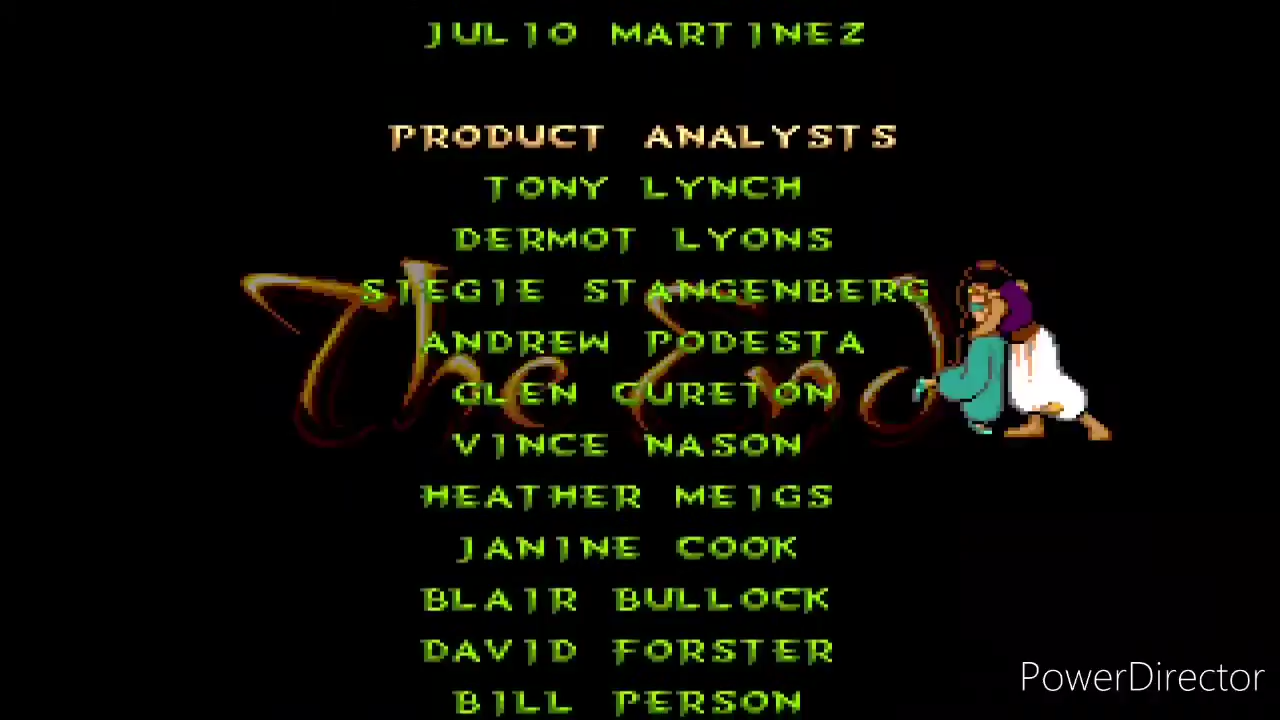 JULIO MARTINEZ
PRODUCT ANALYSTS
TONY LYNCH
DERMOT LYONS
SIEGIE STANGENBERG
ANDREW PODESTA
The End
GLEN CURETON
VINCE NASON
HEATHER MEIGS
JANINE COOK
BLAIR BULLOCK
DAVID FORSTER
BILL PERSON
PowerDirector